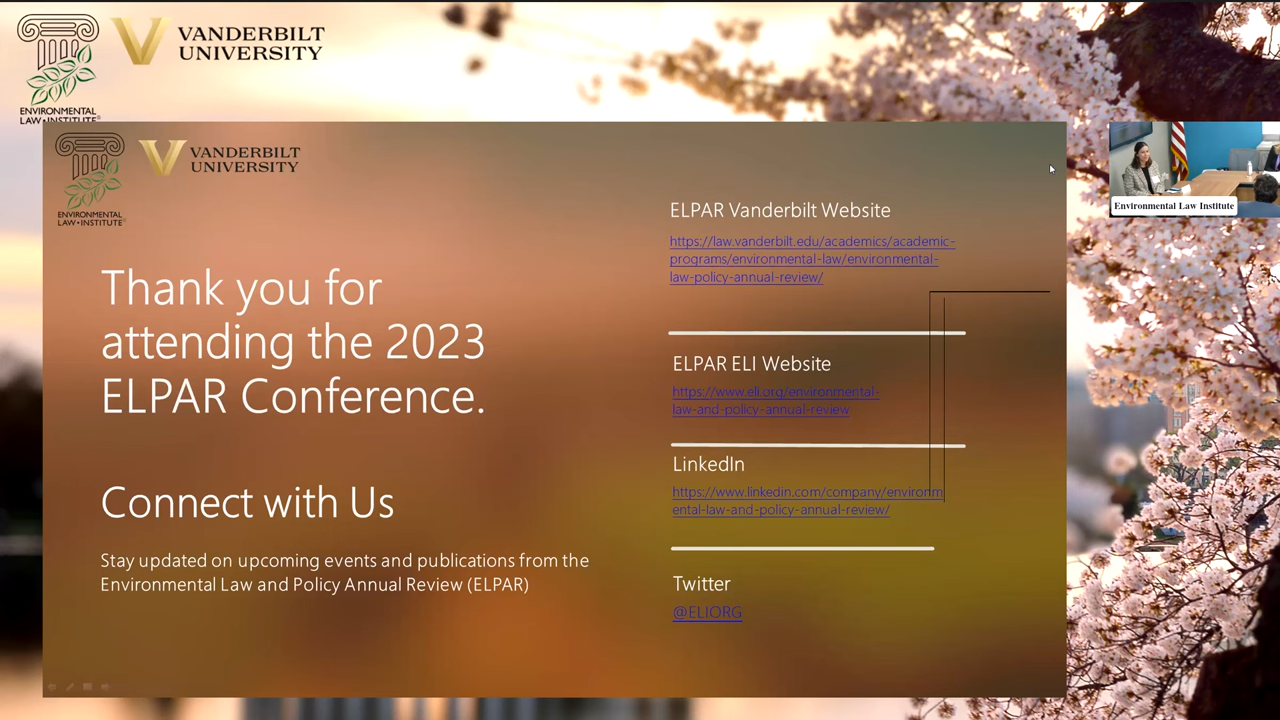 VANDERBILT
UNIVERSITY
ENVIRONMENTAL
LAW•INSTITUTE®
VANDERBILT
UNIVERSITY
ENVIRONMENTAL
LAW•INSTITUTE®
Thank you for
attending the 2023
ELPAR Conference.
Connect with Us
Stay updated on upcoming events and publications from the
Environmental Law and Policy Annual Review (ELPAR)
ELPAR Vanderbilt Website
https://law.vanderbilt.edu/academics/academic-
programs/environmental-law/environmental-
law-policy-annual-review/
ELPAR ELI Website
https://www.eli.org/environmental-
law-and-policy-annual-review
LinkedIn
https://www.linkedin.com/company/environm
ental-law-and-policy-annual-review/
Twitter
@ELIORG
Environmental Law Institute